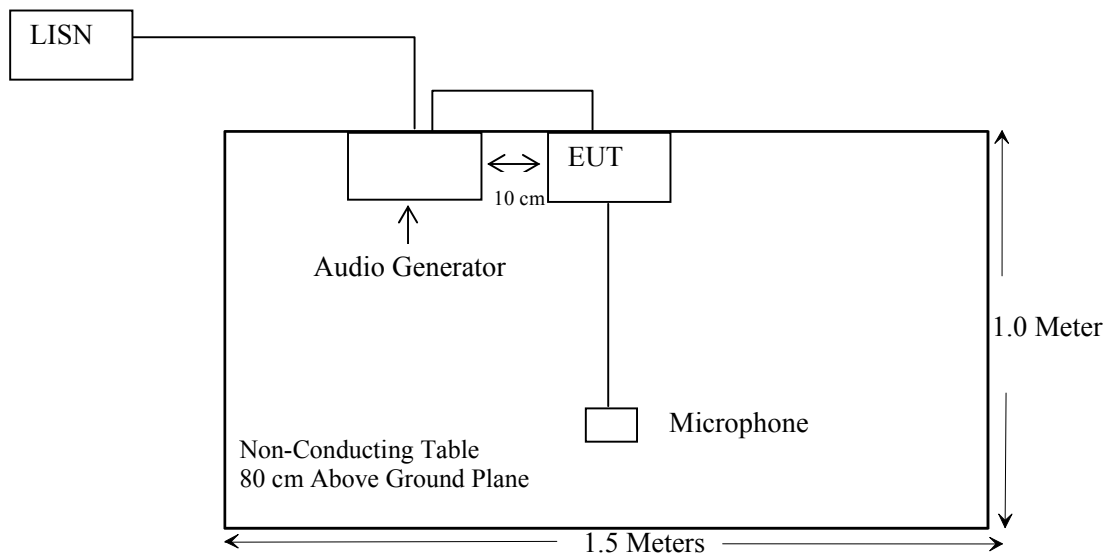 LISN
EUT
10 cm
Audio Generator
1.0 Meter
Microphone
Non-Conducting Table
80 cm Above Ground Plane
1.5 Meters